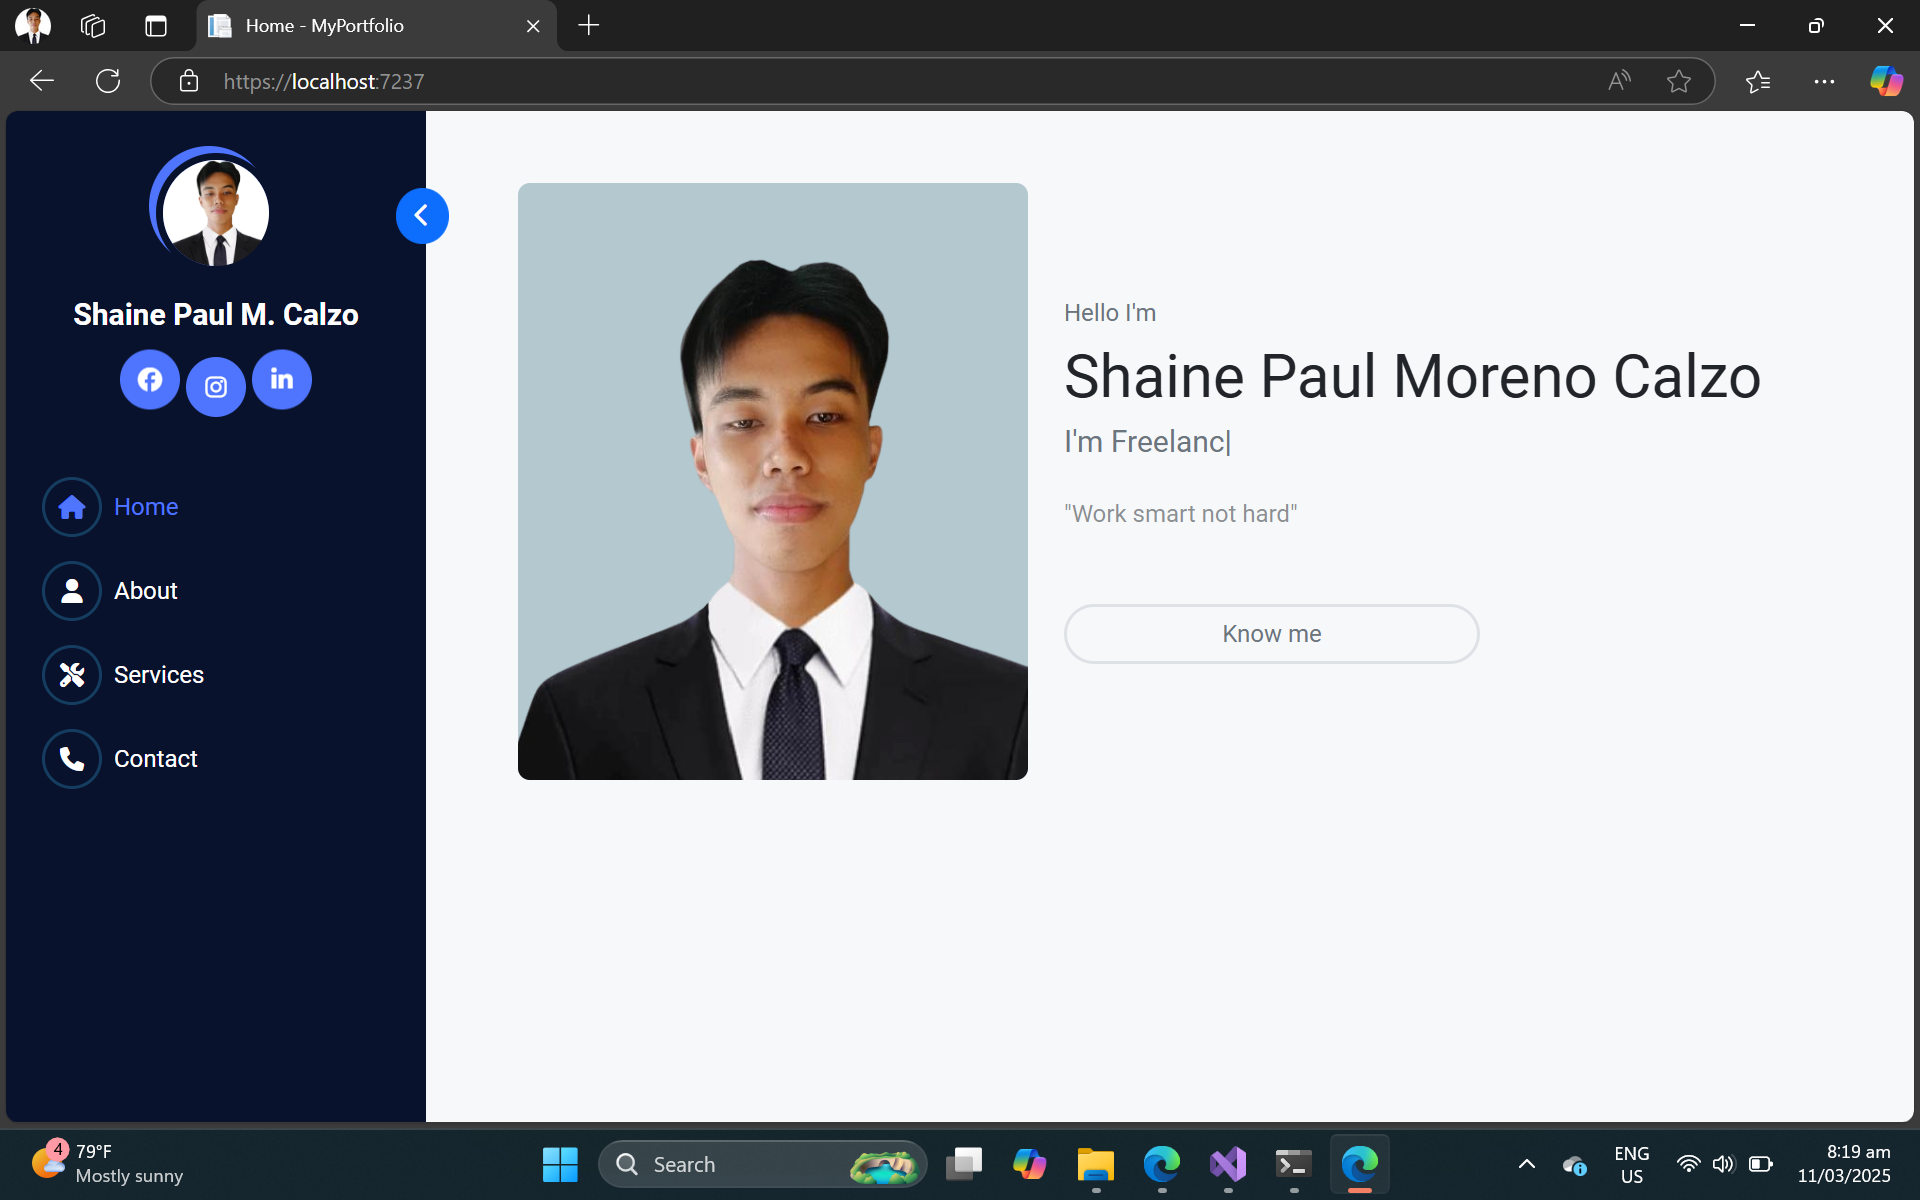 Home - MyPortfolio
https://localhost:7237
Shaine Paul M. Calzo
Home
About
Services
Contact
Hello I'm
Shaine Paul Moreno Calzo
I'm Freelanc|
"Work smart not hard"
Know me
4
79°F
Mostly sunny
Search
ENG
US
8:19 am
11/03/2025